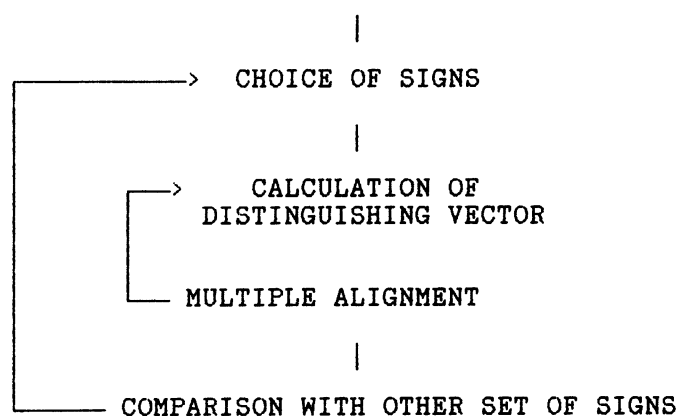 CHOICE OF SIGNS
CALCULATION OF
DISTINGUISHING VECTOR
MULTIPLE ALIGNMENT
COMPARISON WITH OTHER SET OF SIGNS